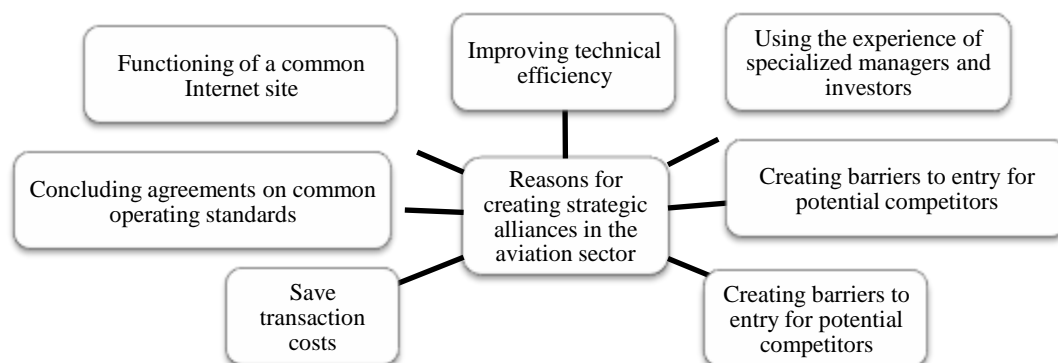 Functioning of a common
Internet site
Improving technical
efficiency
Using the experience of
specialized managers and
investors
Concluding agreements on common
operating standards
Reasons for
creating strategic
alliances in the
aviation sector
Creating barriers to entry for
potential competitors
Save
transaction
costs
Creating barriers to
entry for potential
competitors